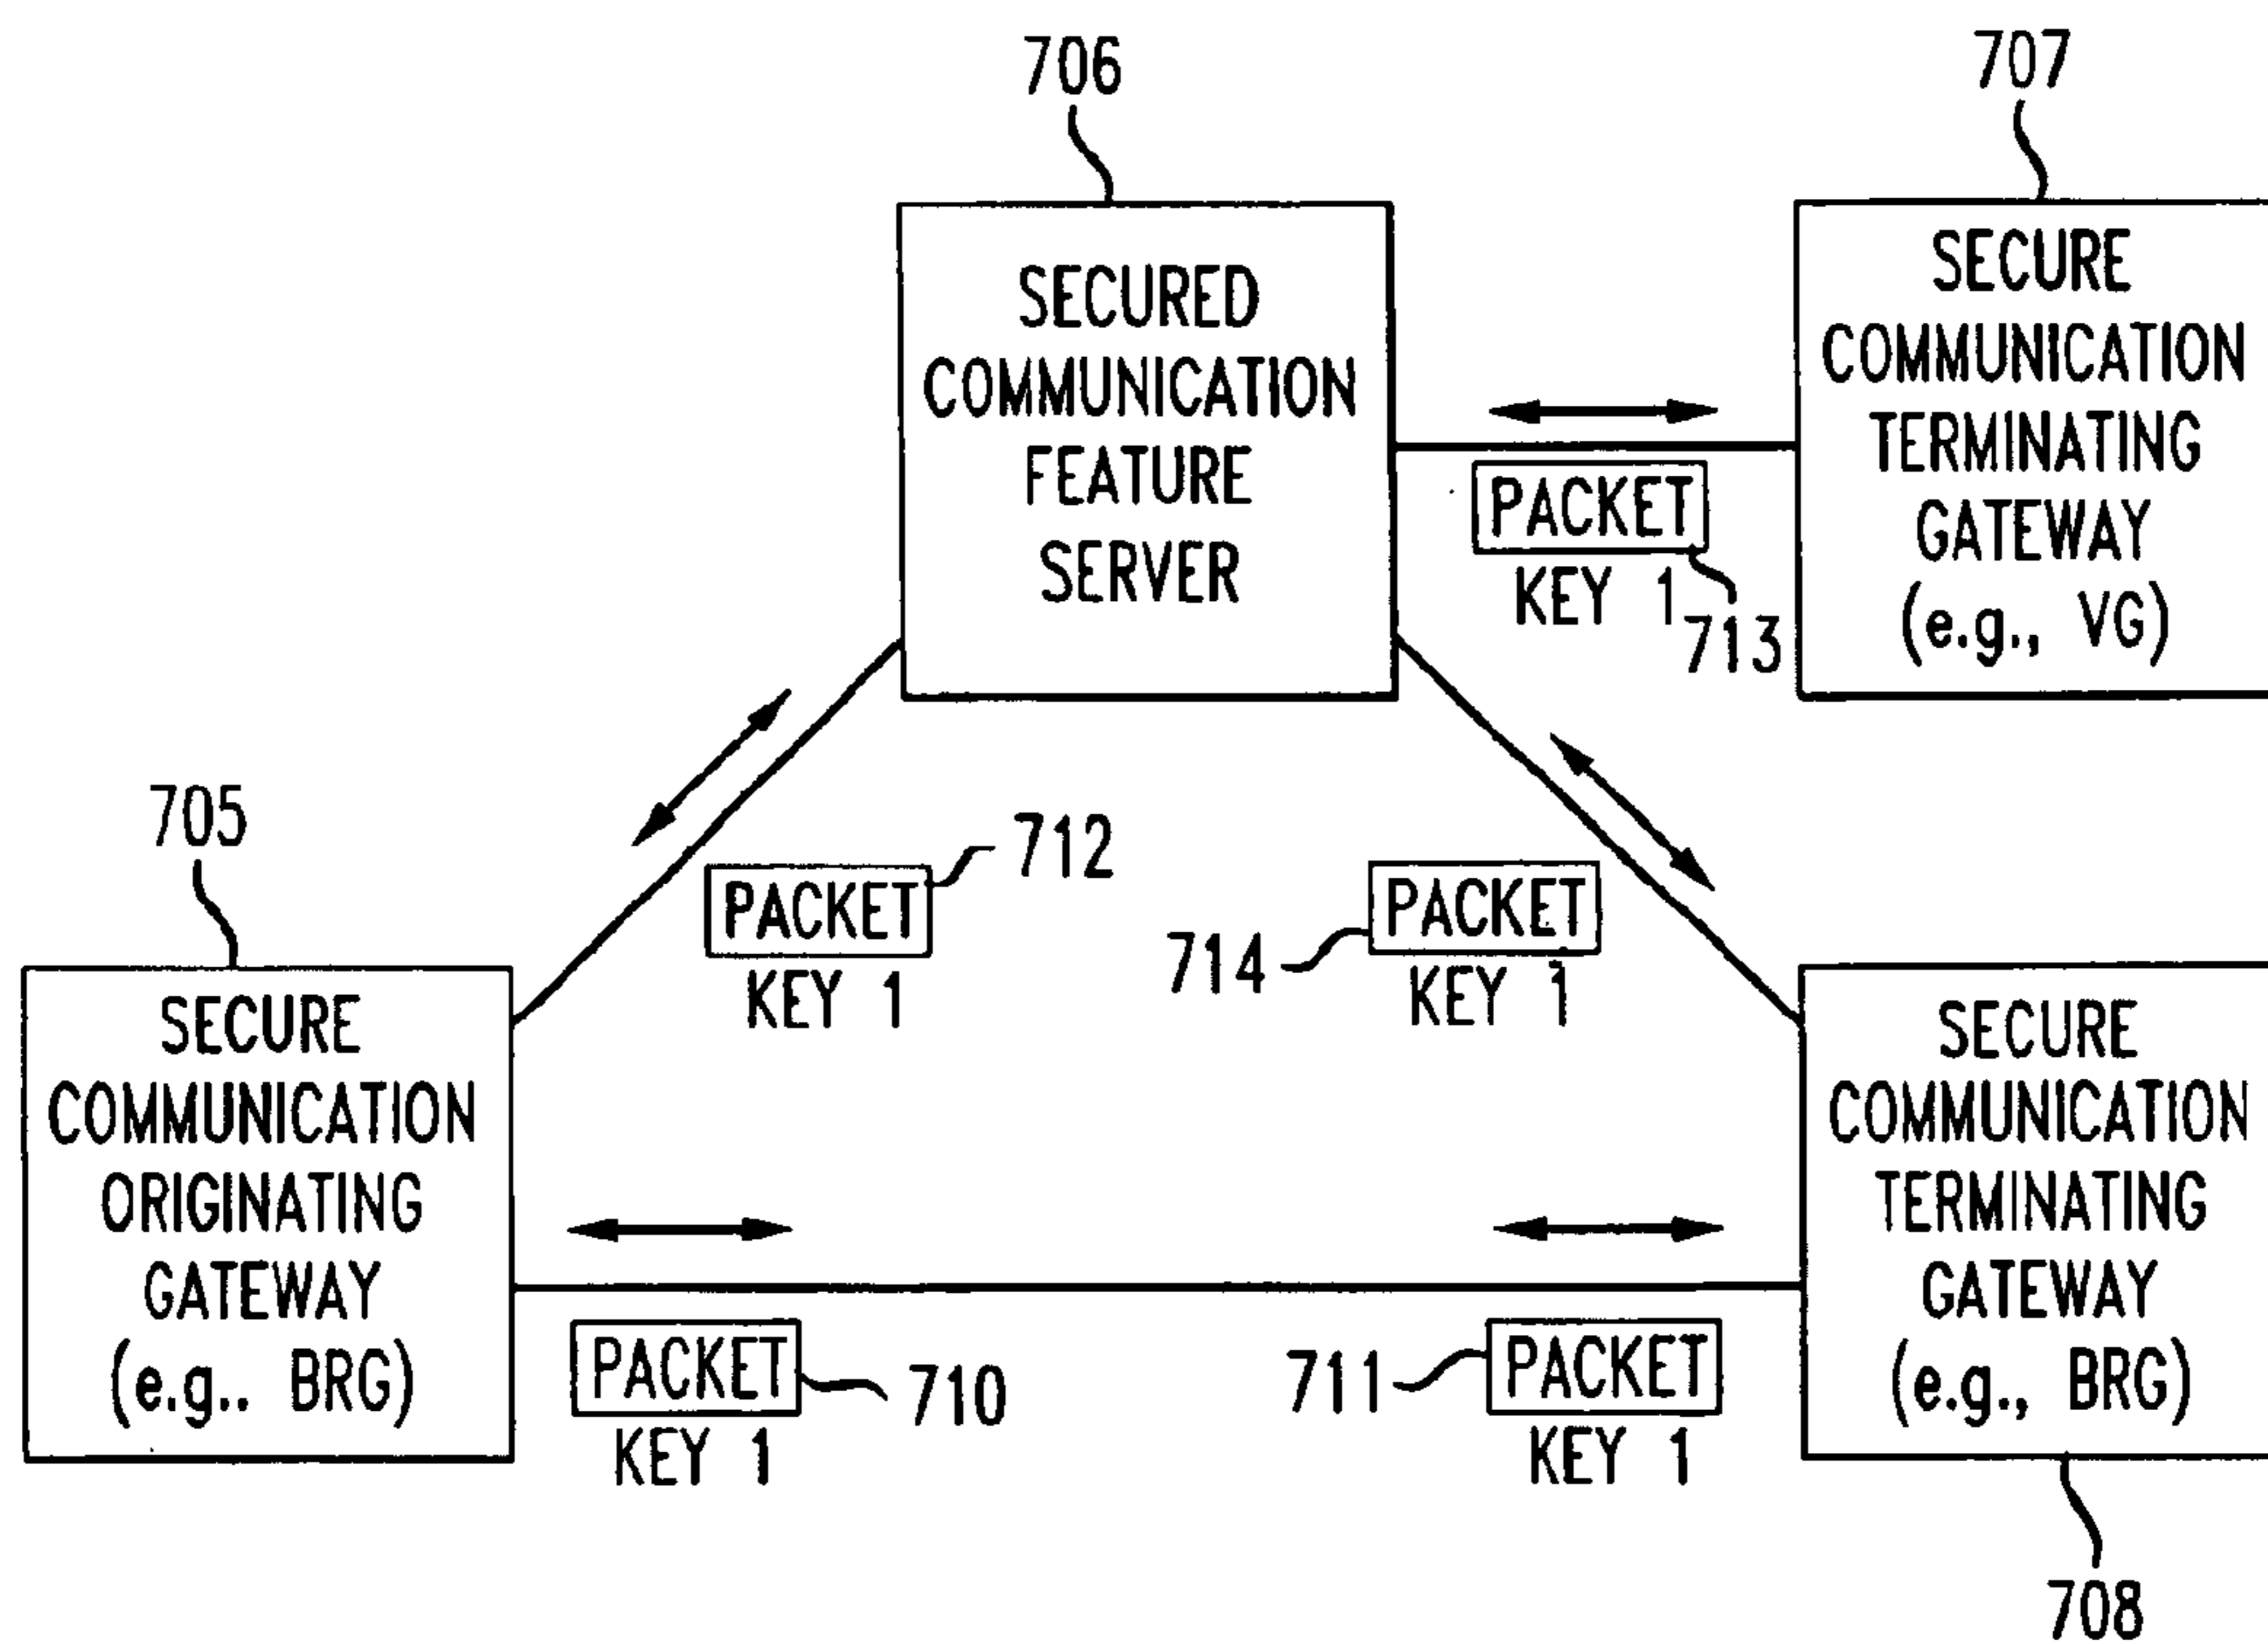 706
707
SECURED
COMMUNICATION
FEATURE
SERVER
SECURE
COMMUNICATION
TERMINATING
GATEWAY
(e.g., VG)
PACKET
KEY 1
713
705
712
PACKET
KEY 1
714
PACKET
KEY 1
SECURE
COMMUNICATION
ORIGINATING
GATEWAY
(e.g.. BRG)
SECURE
COMMUNICATION
TERMINATING
GATEWAY
(e.g., BRG)
PACKET
710
KEY 1
711
PACKET
KEY 1
708